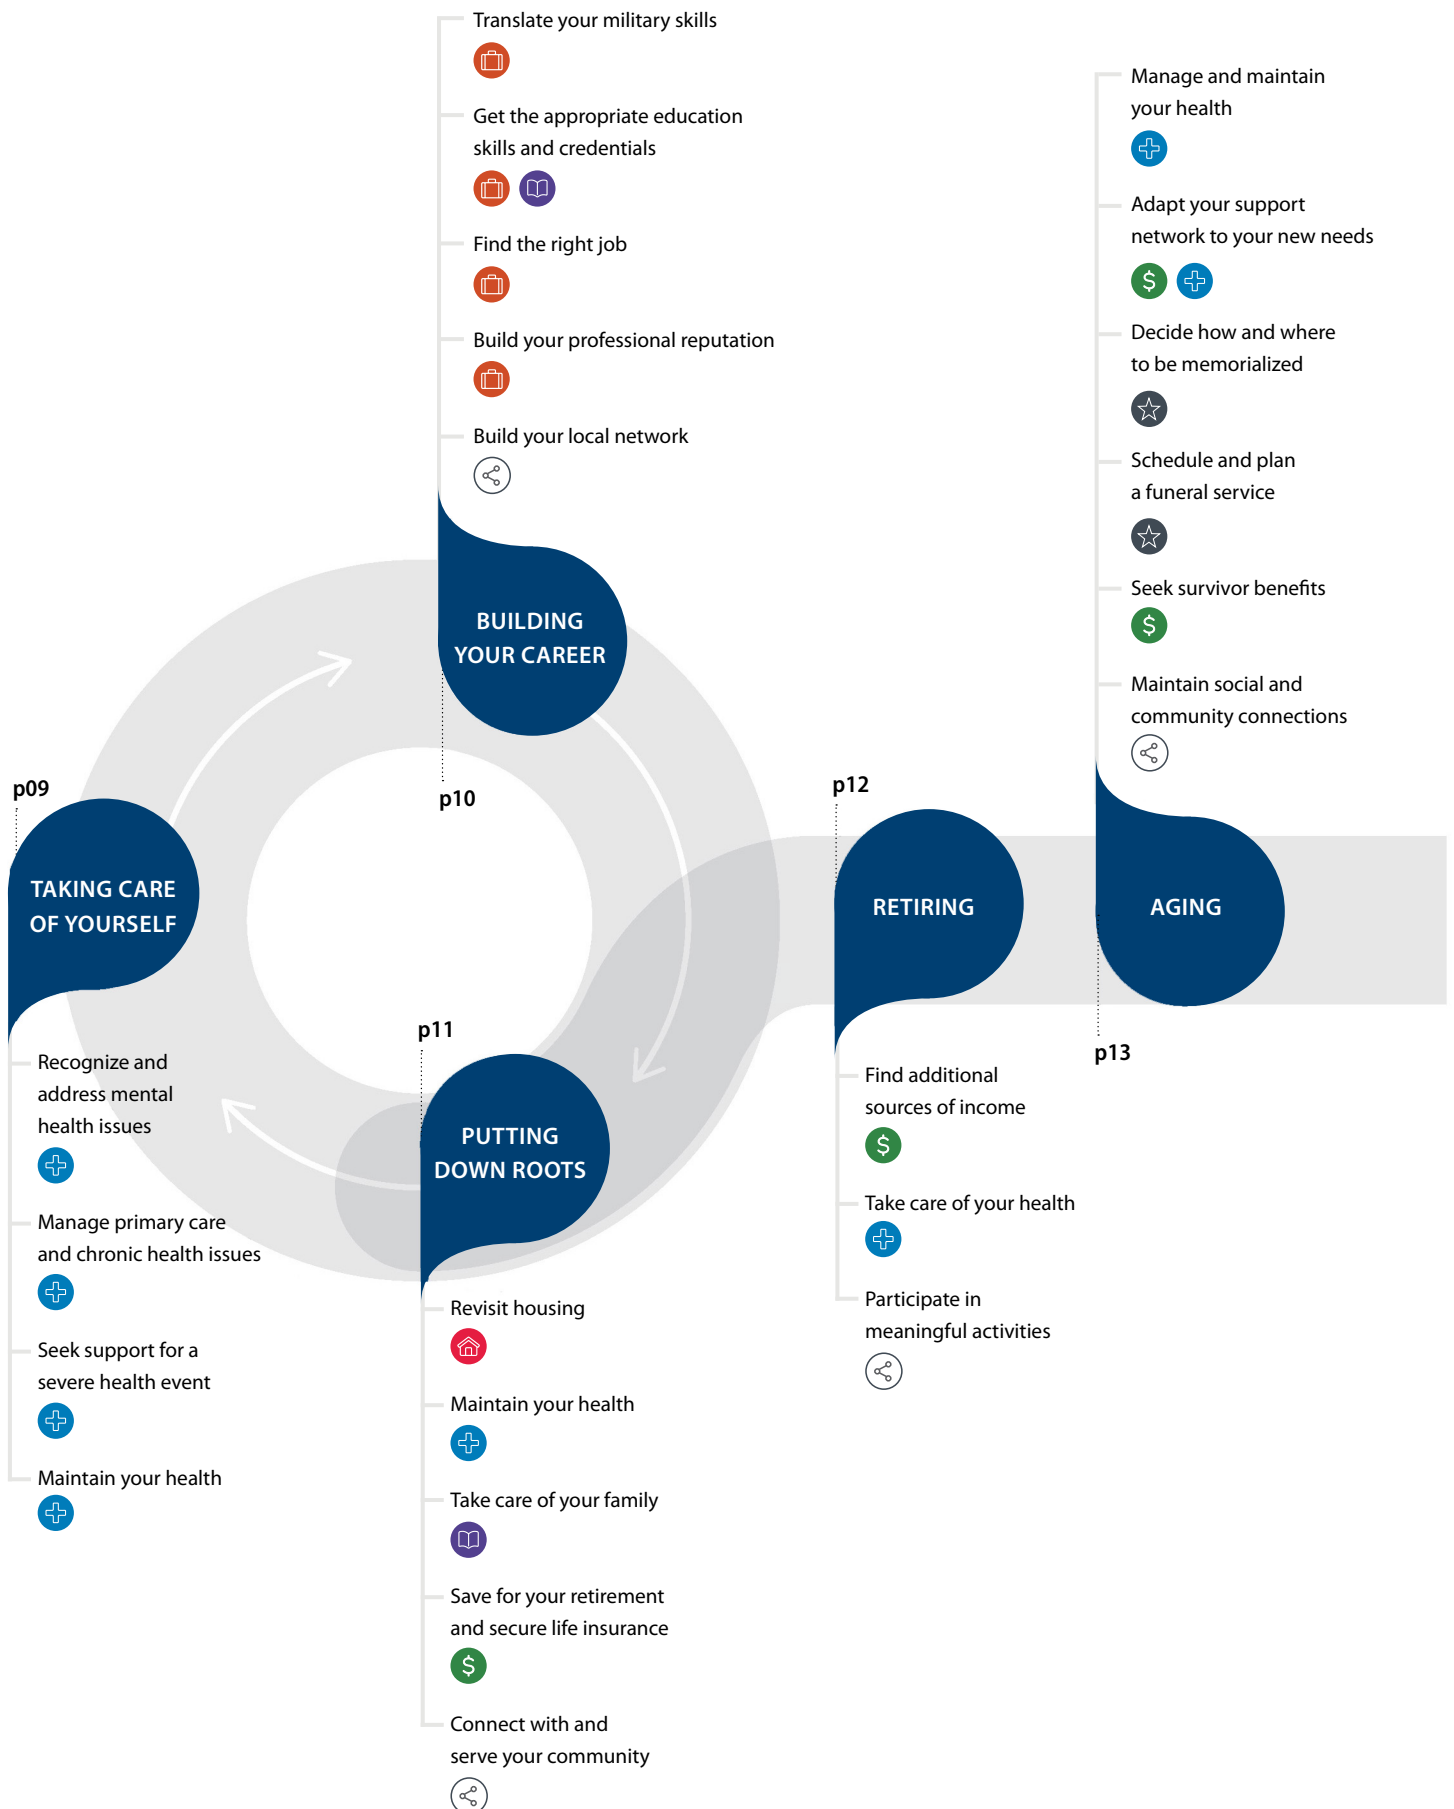 Translate your military skills
Get the appropriate education
skills and credentials
Find the right job
Build your professional reputation
Build your local network
BUILDING
YOUR CAREER
p10
Manage and maintain
your health
Adapt your support
network to your new needs
Decide how and where
to be memorialized
Schedule and plan
a funeral service
Seek survivor benefits
Maintain social and
community connections
AGING
p13
p09
TAKING CARE
OF YOURSELF
Recognize and
address mental
health issues
Manage primary care
and chronic health issues
Seek support for a
severe health event
Maintain your health
p11
PUTTING
DOWN ROOTS
Revisit housing
Maintain your health
Take care of your family
Save for your retirement
and secure life insurance
Connect with and
serve your community
p12
RETIRING
Find additional
sources of income
Take care of your health
Participate in
meaningful activities